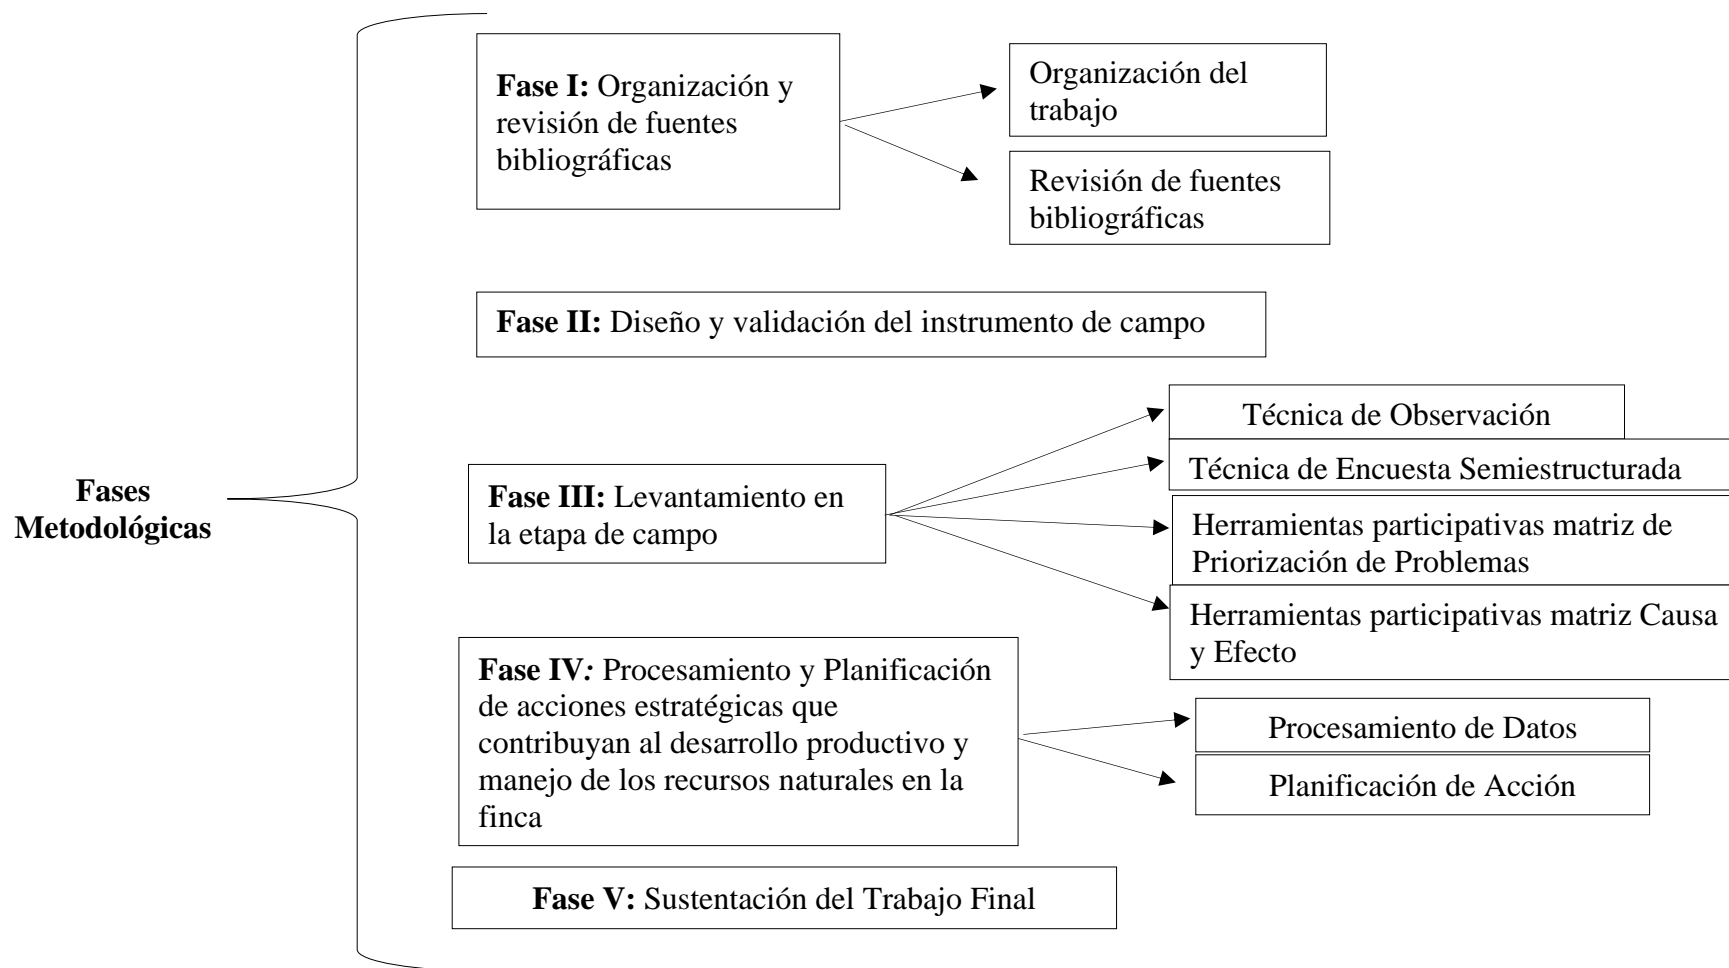 Fases
Metodológicas
Fase I: Organización y
revisión de fuentes
bibliográficas
Organización del
trabajo
Revisión de fuentes
bibliográficas
Fase II: Diseño y validación del instrumento de campo
Fase III: Levantamiento en
la etapa de campo
Técnica de Observación
Técnica de Encuesta Semiestructurada
Herramientas participativas matriz de
Priorización de Problemas
Herramientas participativas matriz Causa
y Efecto
Fase IV: Procesamiento y Planificación
de acciones estratégicas que
contribuyan al desarrollo productivo y
manejo de los recursos naturales en la
finca
Procesamiento de Datos
Planificación de Acción
Fase V: Sustentación del Trabajo Final